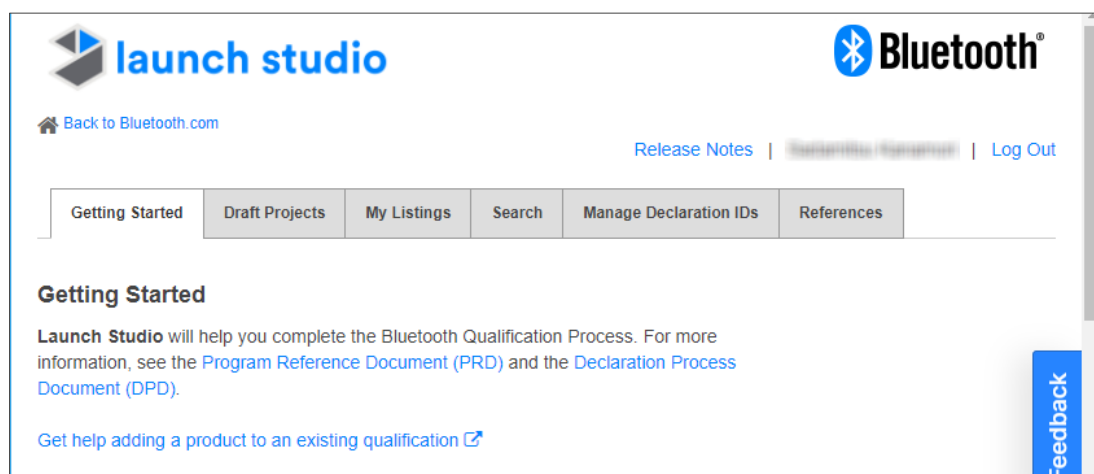 launch studio
Bluetooth®
Back to Bluetooth.com
Release Notes | | Log Out
Getting Started Draft Projects My Listings Search Manage Declaration IDs References
Getting Started
Launch Studio will help you complete the Bluetooth Qualification Process. For more
information, see the Program Reference Document (PRD) and the Declaration Process
Document (DPD).
Get help adding a product to an existing qualification
Feedback